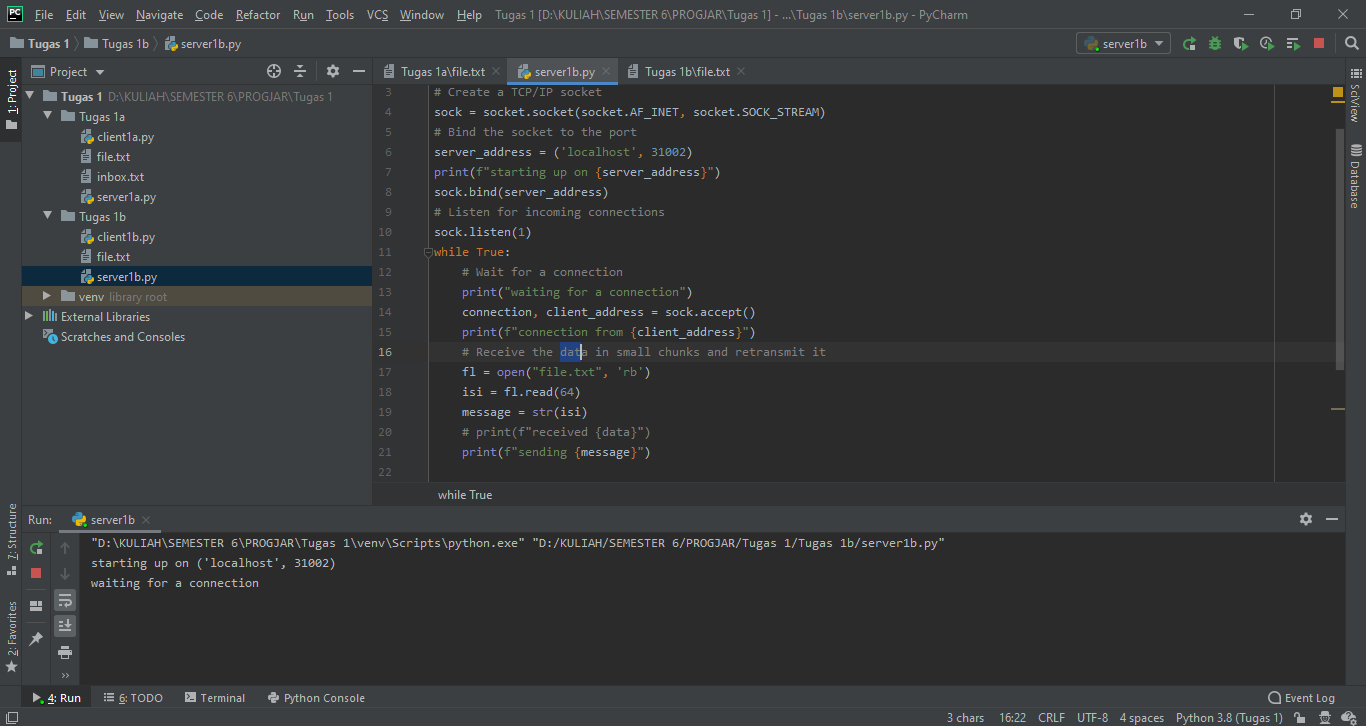 PC File Edit View Navigate Code Refactor Run Tools VCS Window Help Tugas 1 [D:\KULIAH\SEMESTER 6\PROGJAR\Tugas 1] - ...\Tugas 1b\server1b.py - PyCharm
Tugas 1 Tugas 1b server1b.py server1b
Project Tugas 1a\file.txt server1b.py Tugas 1b\file.txt
1: Project
Tugas 1 D:\KULIAH\SEMESTER 6\PROGJAR\Tugas 1
Tugas 1a
client1a.py
file.txt
inbox.txt
server1a.py
Tugas 1b
client1b.py
file.txt
server1b.py
venv library root
External Libraries
Scratches and Consoles
3 # Create a TCP/IP socket
4 sock = socket.socket(socket.AF_INET, socket.SOCK_STREAM)
5 # Bind the socket to the port
6 server_address = ('localhost', 31002)
7 print(f"starting up on {server_address}")
8 sock.bind(server_address)
9 # Listen for incoming connections
10 sock.listen(1)
11 while True:
12 # Wait for a connection
13 print("waiting for a connection")
14 connection, client_address = sock.accept()
15 print(f"connection from {client_address}")
16 # Receive the data in small chunks and retransmit it
17 fl = open("file.txt", 'rb')
18 isi = fl.read(64)
19 message = str(isi)
20 # print(f"received {data}")
21 print(f"sending {message}")
22
while True
SciView
Database
7: Structure
2: Favorites
Run: server1b
"D:\KULIAH\SEMESTER 6\PROGJAR\Tugas 1\venv\Scripts\python.exe" "D:/KULIAH/SEMESTER 6/PROGJAR/Tugas 1/Tugas 1b/server1b.py"
starting up on ('localhost', 31002)
waiting for a connection
4: Run 6: TODO Terminal Python Console Event Log
3 chars 16:22 CRLF UTF-8 4 spaces Python 3.8 (Tugas 1)